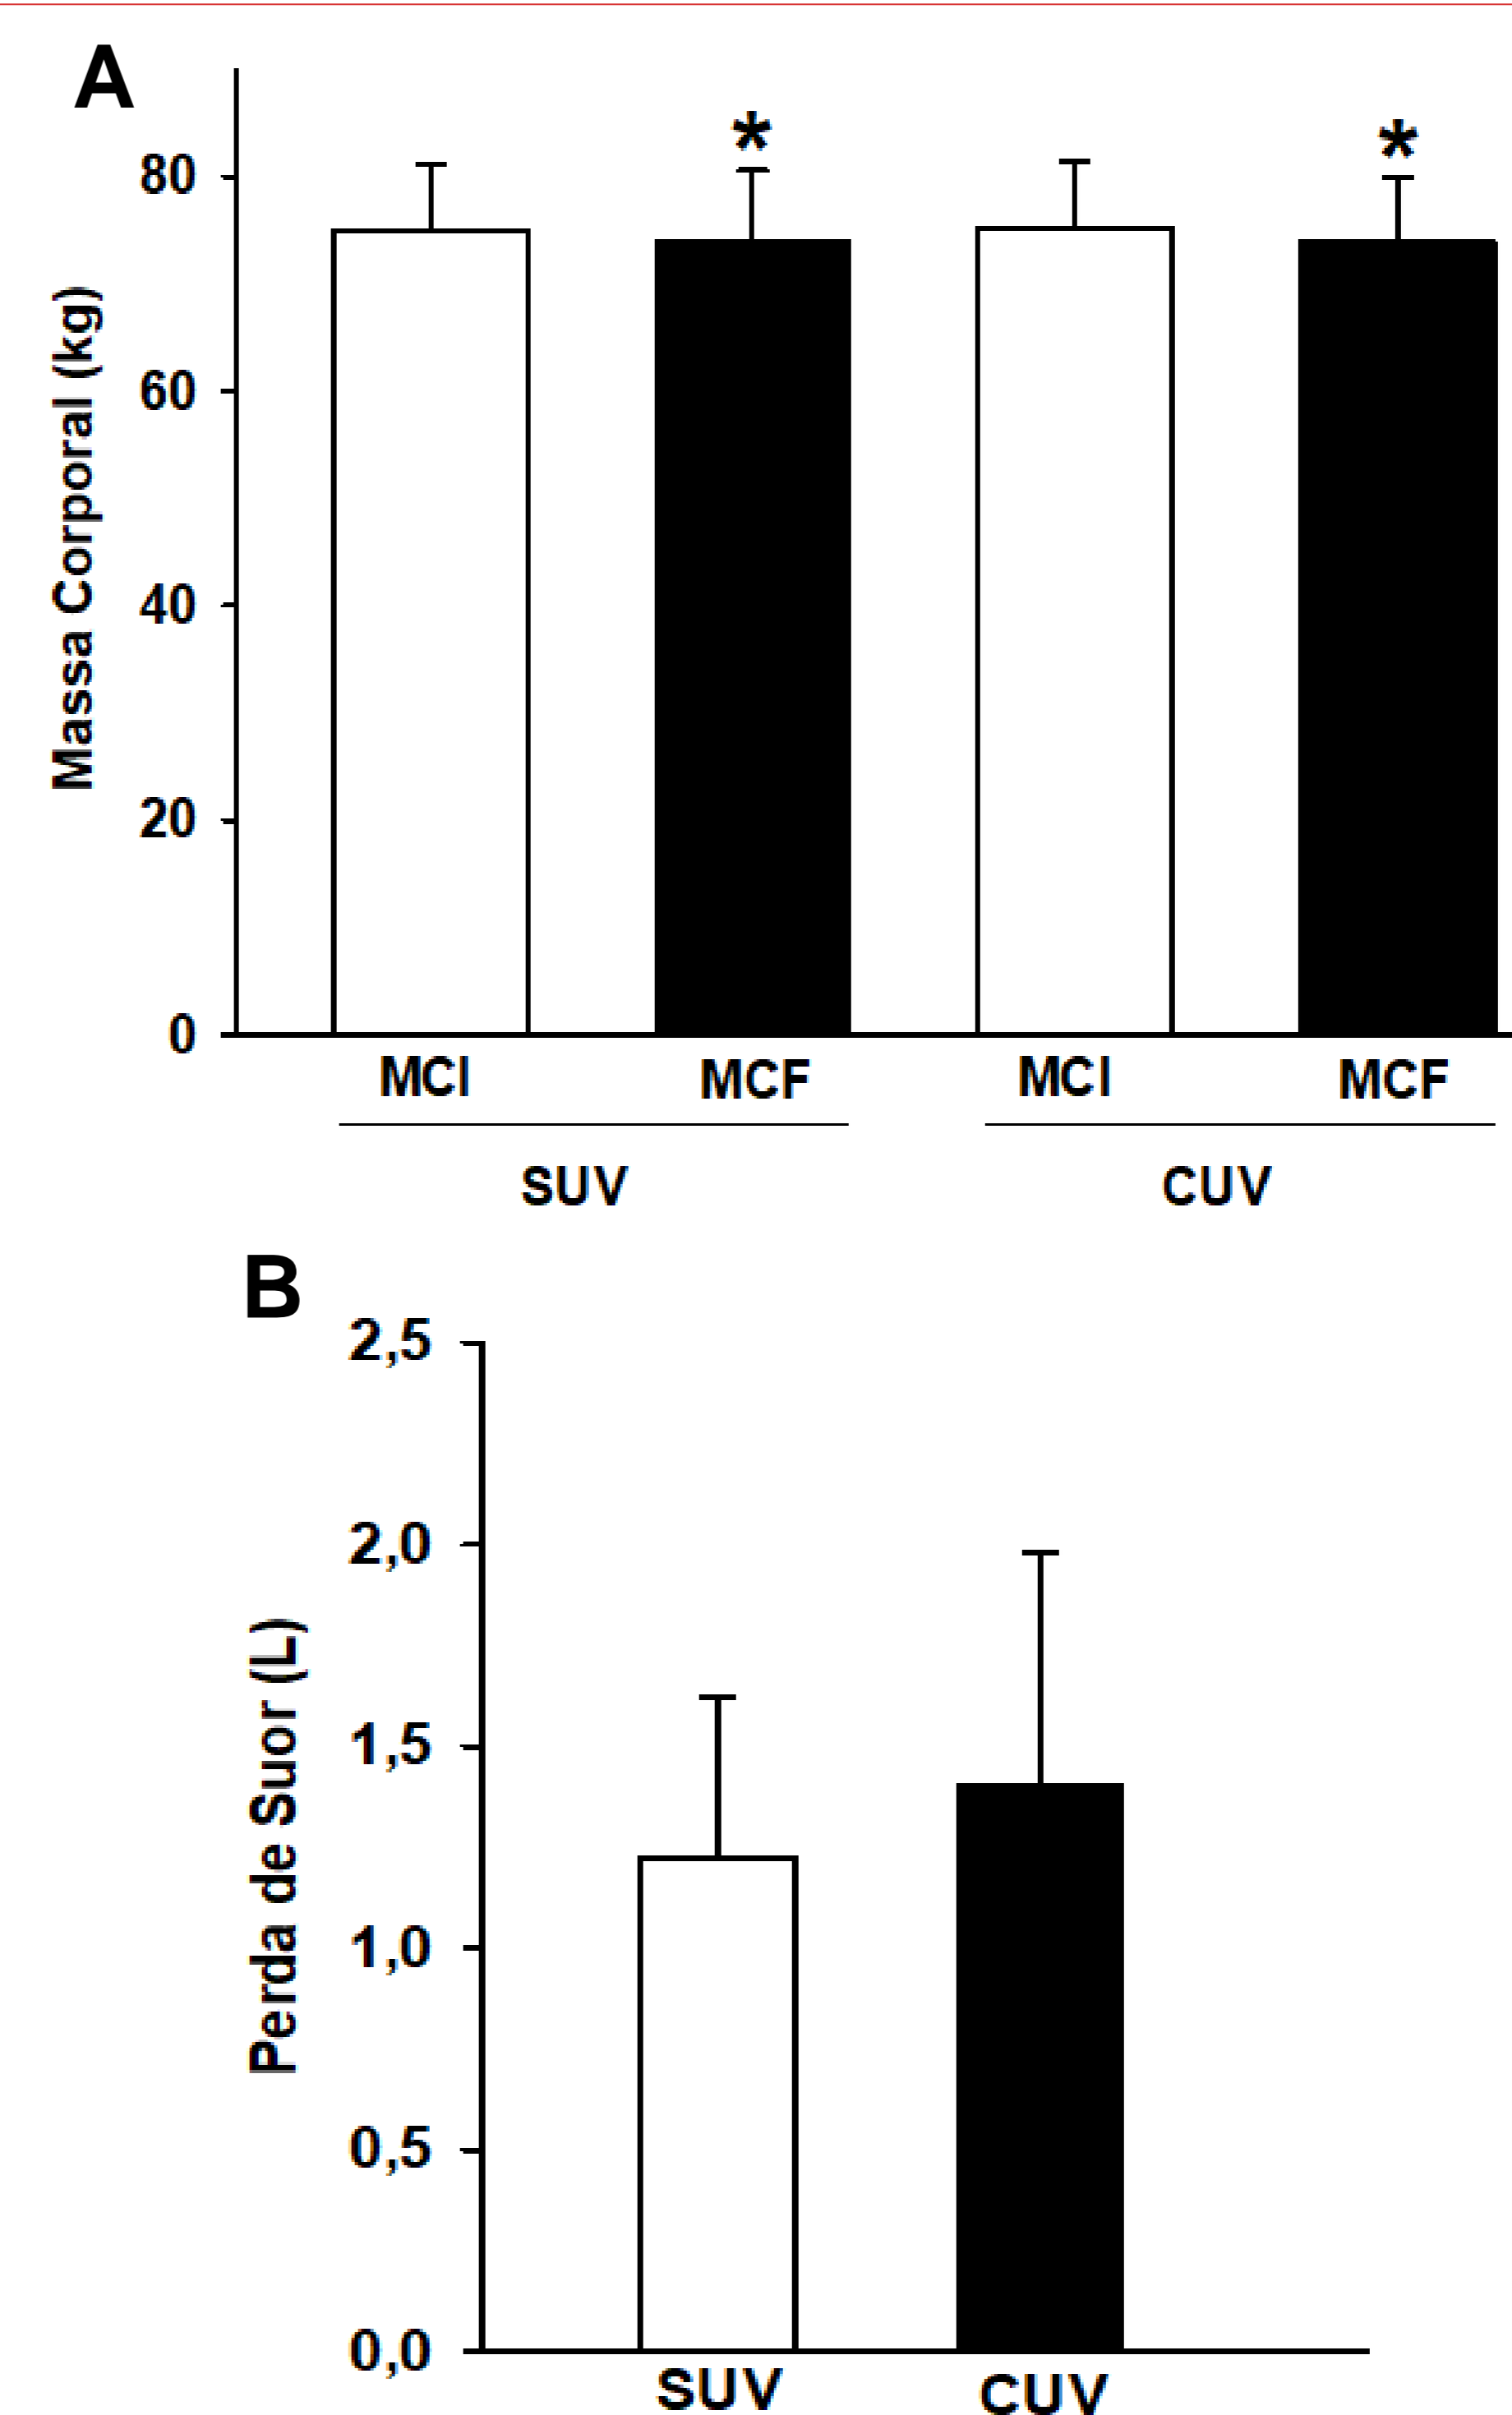 A
* *
80
60
40
20
0
Massa Corporal (kg)
MCI MCF MCI MCF
SUV CUV
B
2,5
2,0
1,5
1,0
0,5
0,0
Perda de Suor (L)
SUV CUV